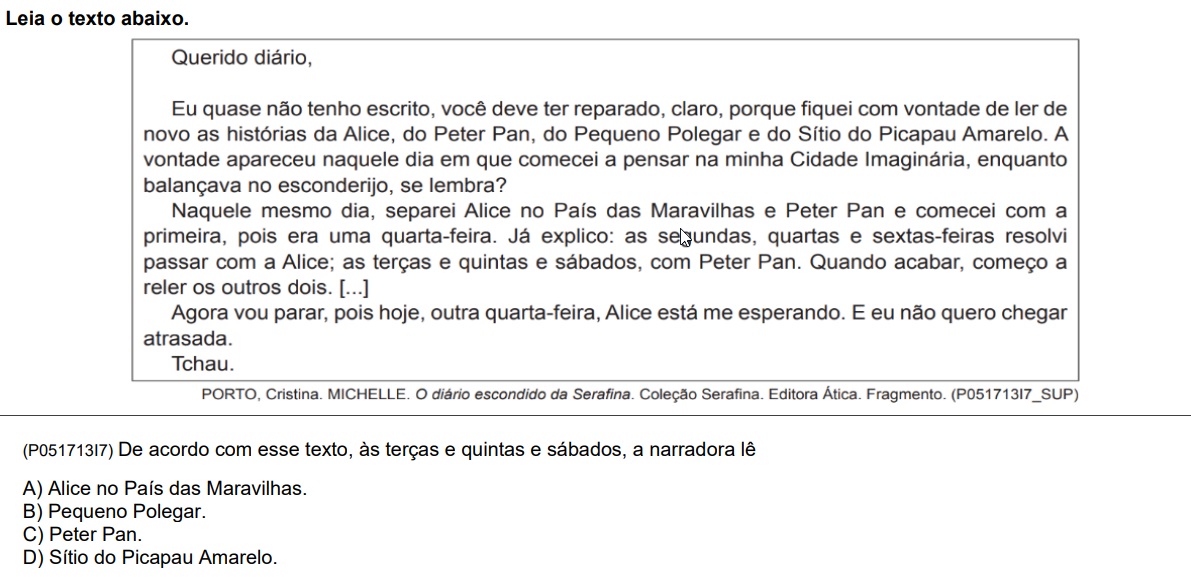 Leia o texto abaixo.
Querido diário,
Eu quase não tenho escrito, você deve ter reparado, claro, porque fiquei com vontade de ler de
novo as histórias da Alice, do Peter Pan, do Pequeno Polegar e do Sítio do Picapau Amarelo. A
vontade apareceu naquele dia em que comecei a pensar na minha Cidade Imaginária, enquanto
balançava no esconderijo, se lembra?
Naquele mesmo dia, separei Alice no País das Maravilhas e Peter Pan e comecei com a
primeira, pois era uma quarta-feira. Já explico: as segundas, quartas e sextas-feiras resolvi
passar com a Alice; as terças e quintas e sábados, com Peter Pan. Quando acabar, começo a
reler os outros dois. [...]
Agora vou parar, pois hoje, outra quarta-feira, Alice está me esperando. E eu não quero chegar
atrasada.
Tchau.
PORTO, Cristina. MICHELLE. O diário escondido da Serafina. Coleção Serafina. Editora Ática. Fragmento. (P051713I7_SUP)
(P051713I7) De acordo com esse texto, às terças e quintas e sábados, a narradora lê
A) Alice no País das Maravilhas.
B) Pequeno Polegar.
C) Peter Pan.
D) Sítio do Picapau Amarelo.